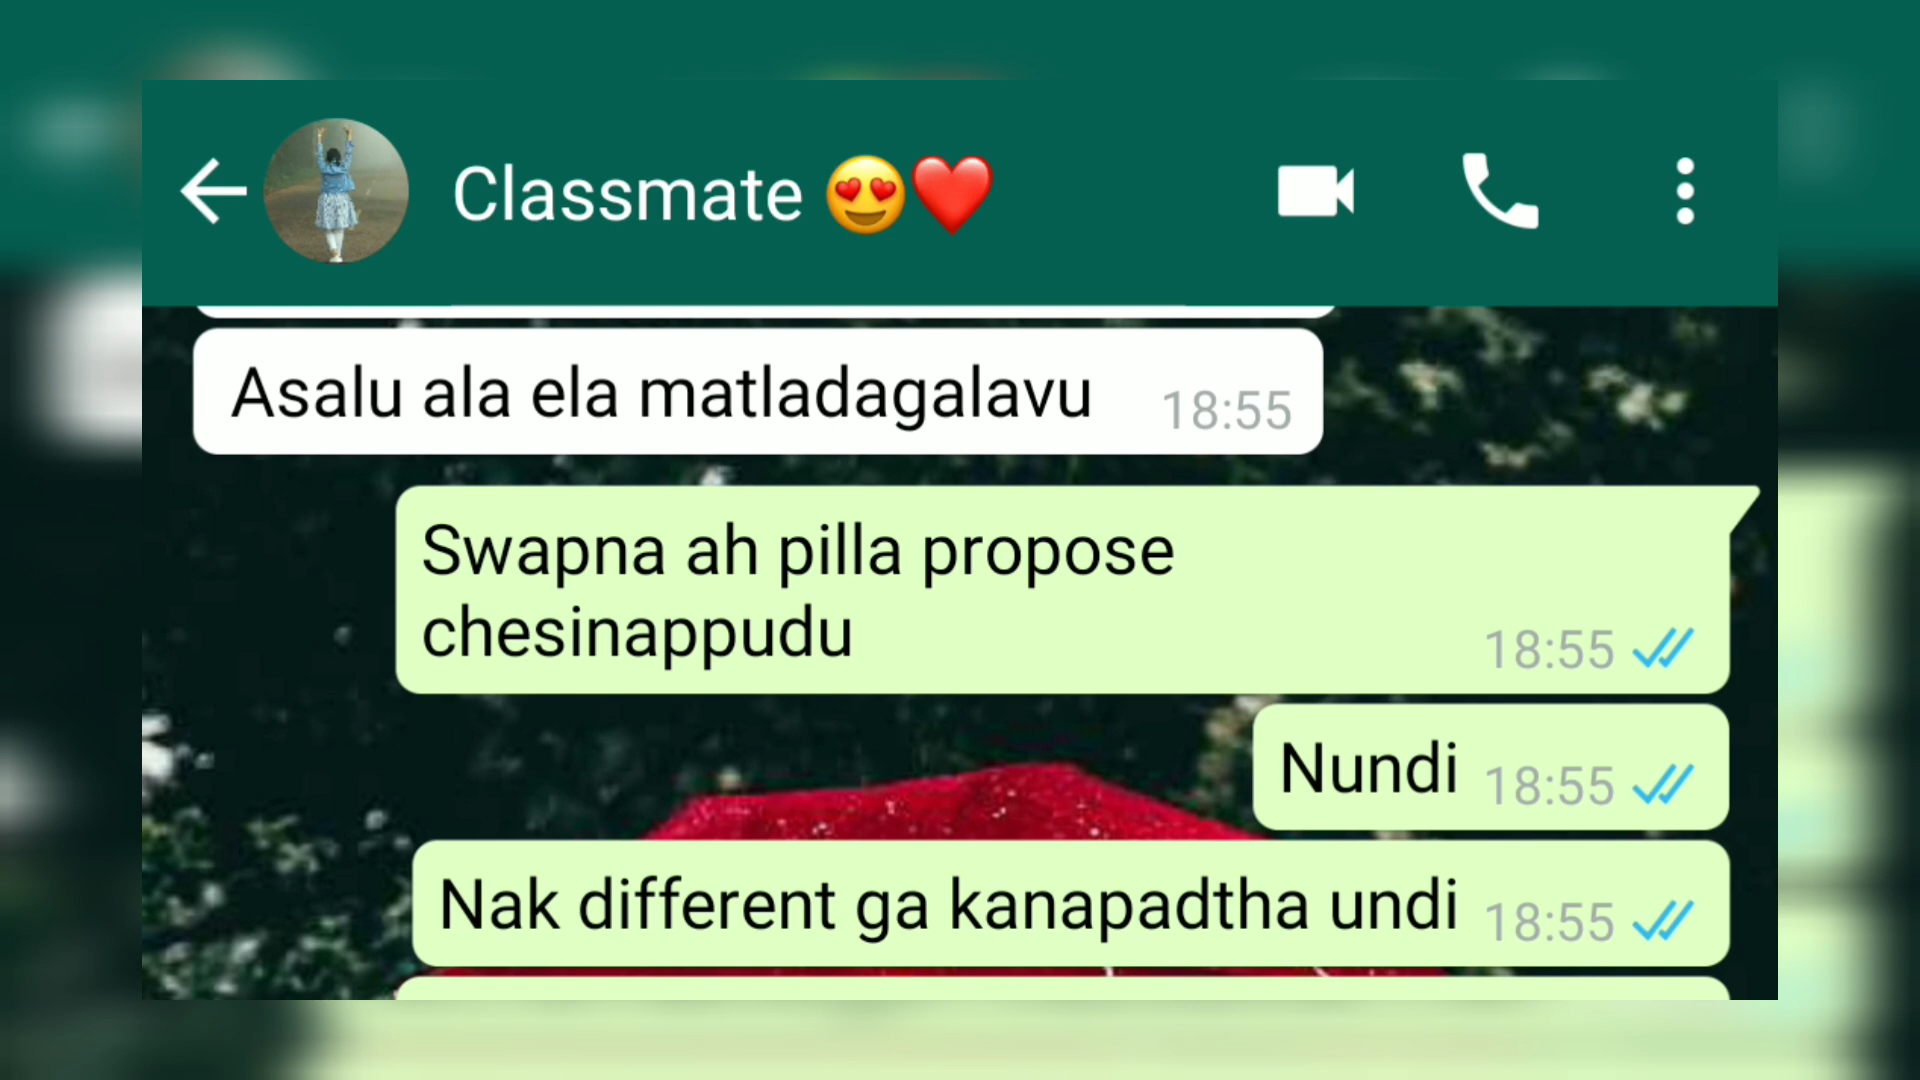 Classmate 😍❤️
Asalu ala ela matladagalavu 18:55
Swapna ah pilla propose
chesinappudu 18:55
Nundi 18:55
Nak different ga kanapadtha undi 18:55